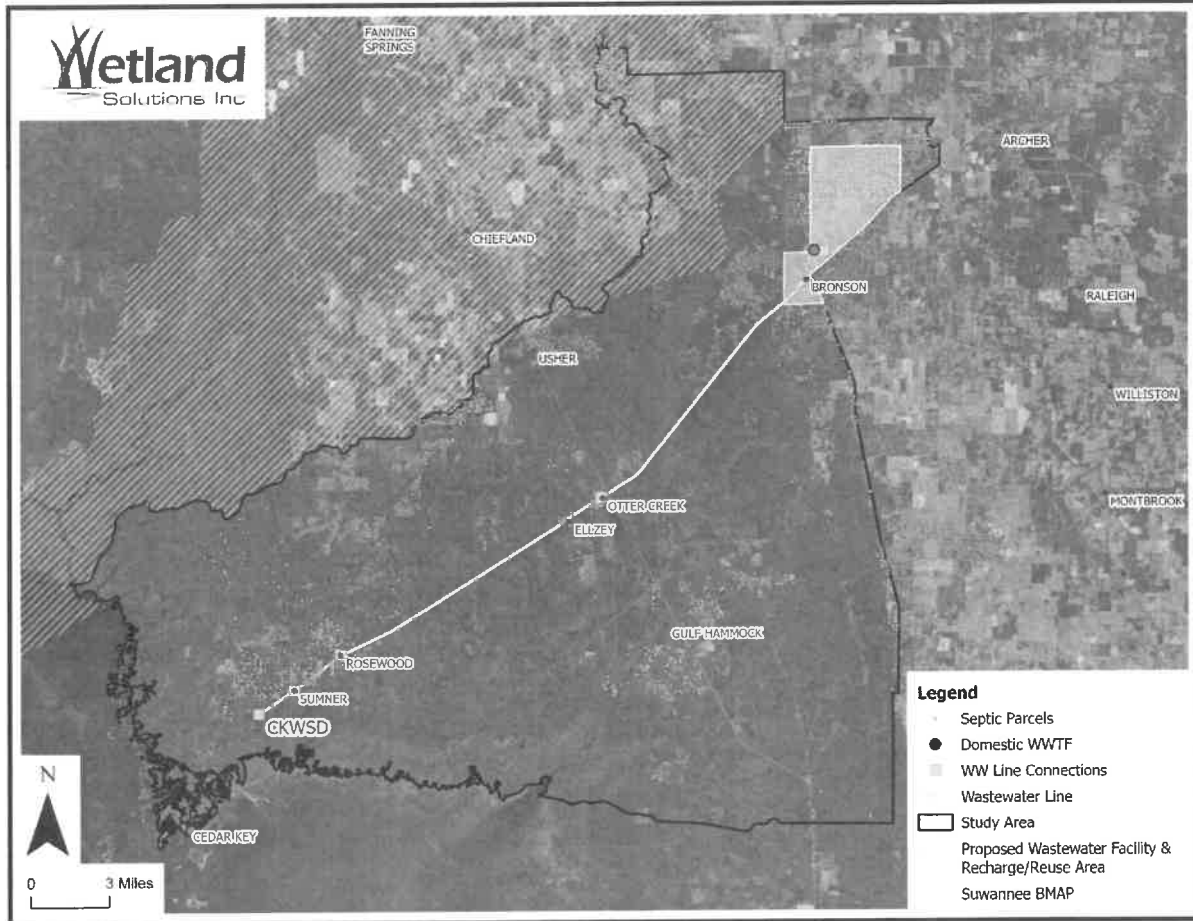 Wetland
Solutions Inc
FANNING
SPRINGS
ARCHER
CHIEFLAND
BRONSON
RALEIGH
USHER
WILLISTON
OTTER CREEK
MONTBROOK
ELLZEY
GULF HAMMOCK
ROSEWOOD
SUMNER
CKWSD
CEDAR KEY
N
0 3 Miles
Legend
Septic Parcels
Domestic WWTF
WW Line Connections
Wastewater Line
Study Area
Proposed Wastewater Facility &
Recharge/Reuse Area
Suwannee BMAP